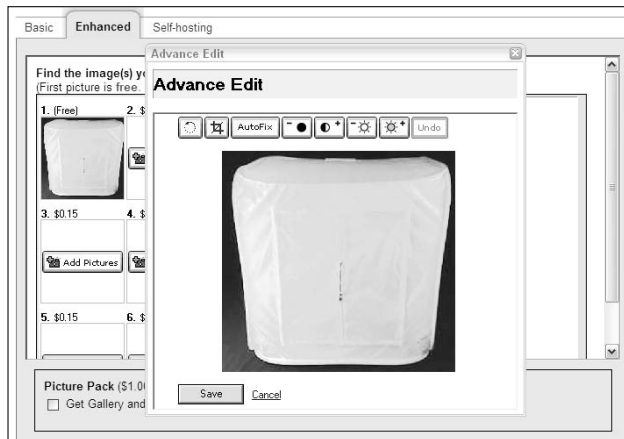 Basic Enhanced Self-hosting
Advance Edit
Find the image(s) yo
(First picture is free.
Advance Edit
1. (Free) 2. $
AutoFix Undo
3. $0.15 4. $
Add Pictures
5. $0.15 6. $
Picture Pack ($1.00
Get Gallery and
Save Cancel